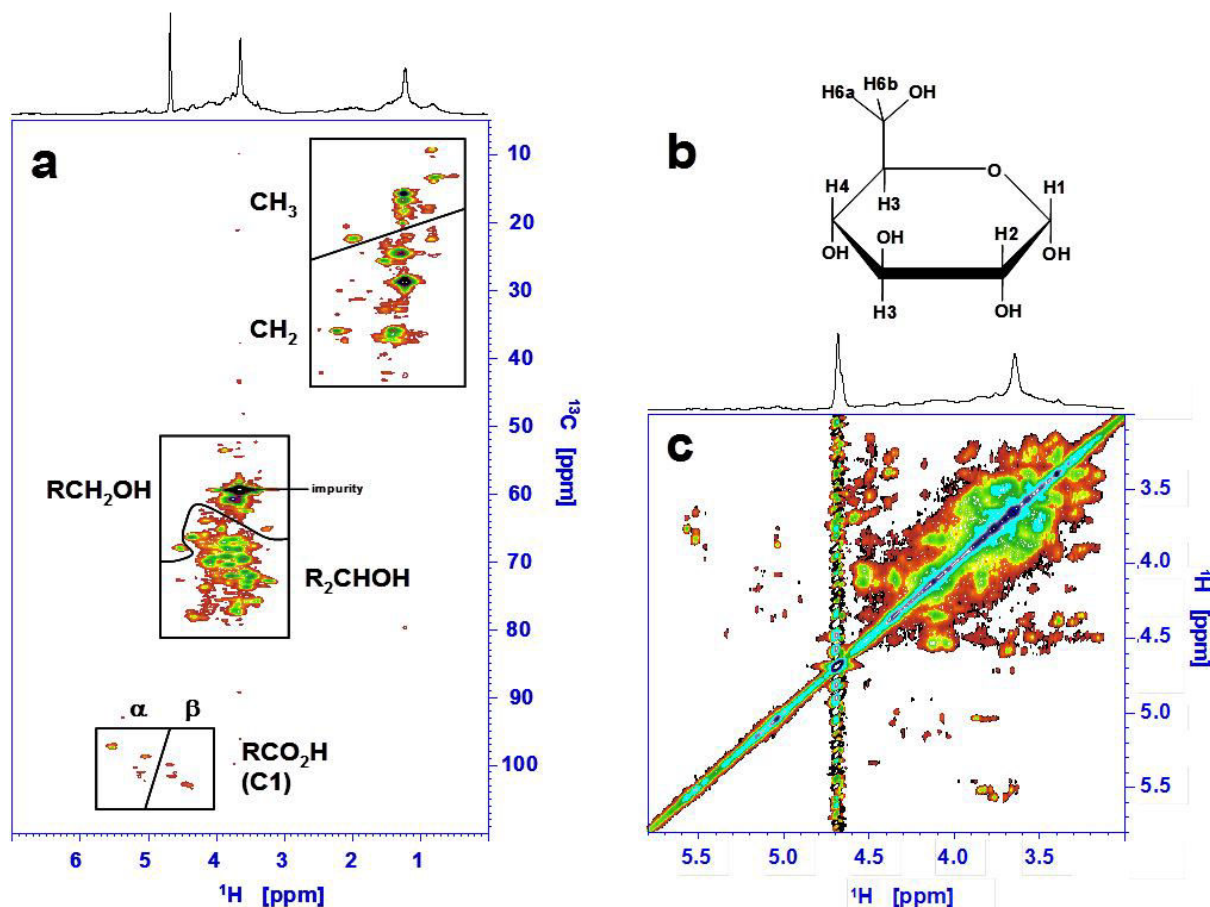 a
CH₃
CH₂
RCH₂OH
impurity
R₂CHOH
α β
RCO₂H
(C1)
10
20
30
40
50
60
70
80
90
100
¹³C [ppm]
6 5 4 3 2 1
¹H [ppm]
b
H6a H6b OH
O
H4 H1
H3
OH H2
OH OH
H3 OH
c
3.5
4.0
4.5
5.0
5.5
¹H [ppm]
5.5 5.0 4.5 4.0 3.5
¹H [ppm]